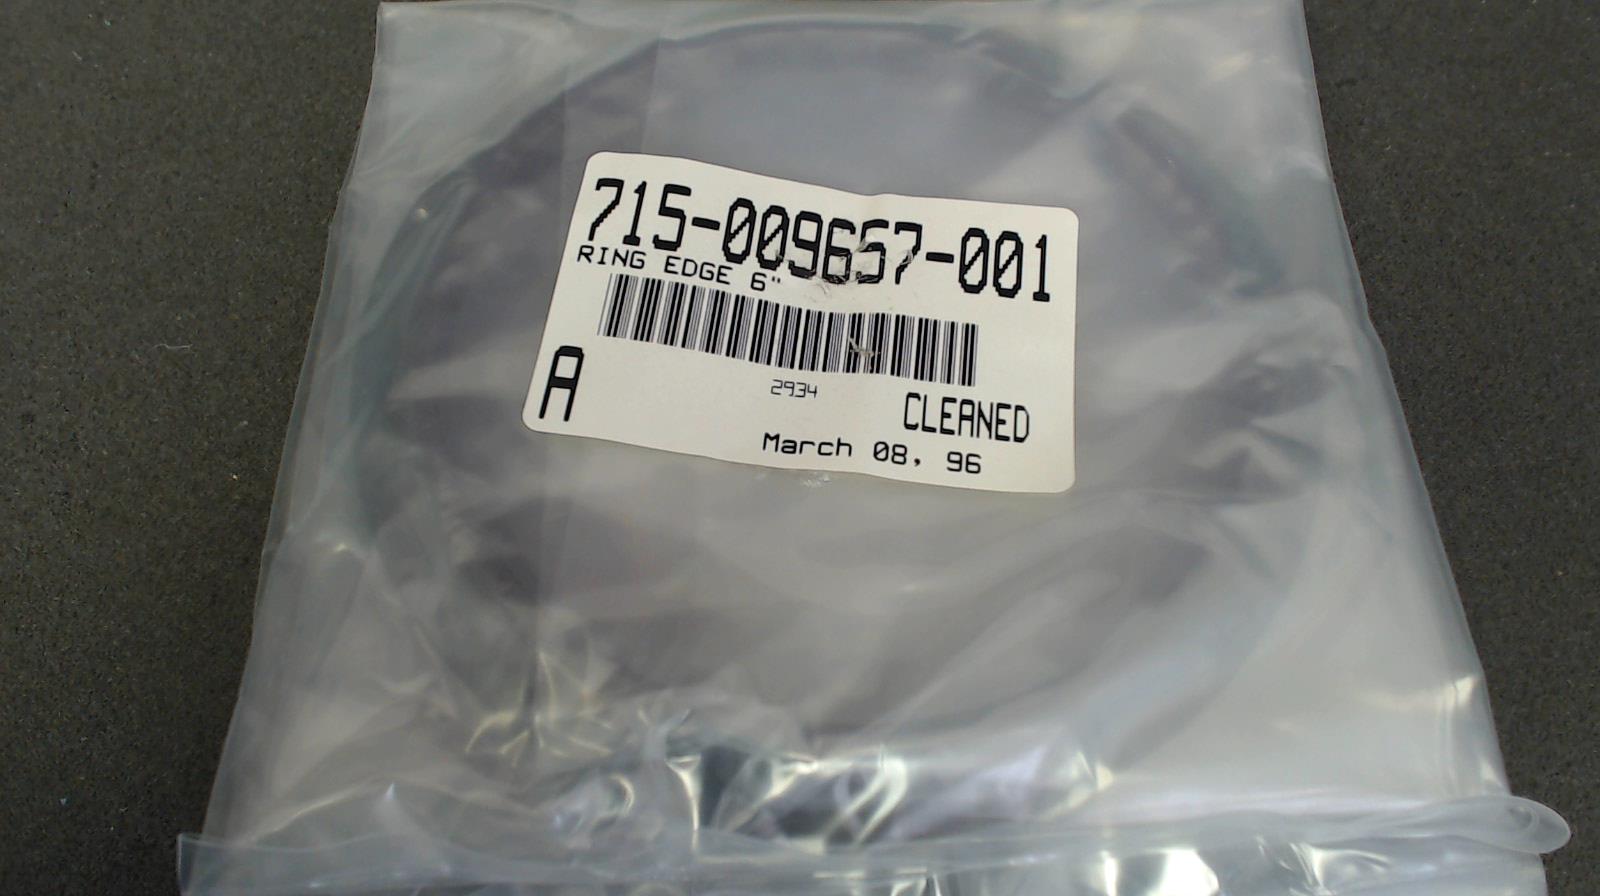 715-009657-001
RING EDGE 6"
2934
A
CLEANED
March 08, 96